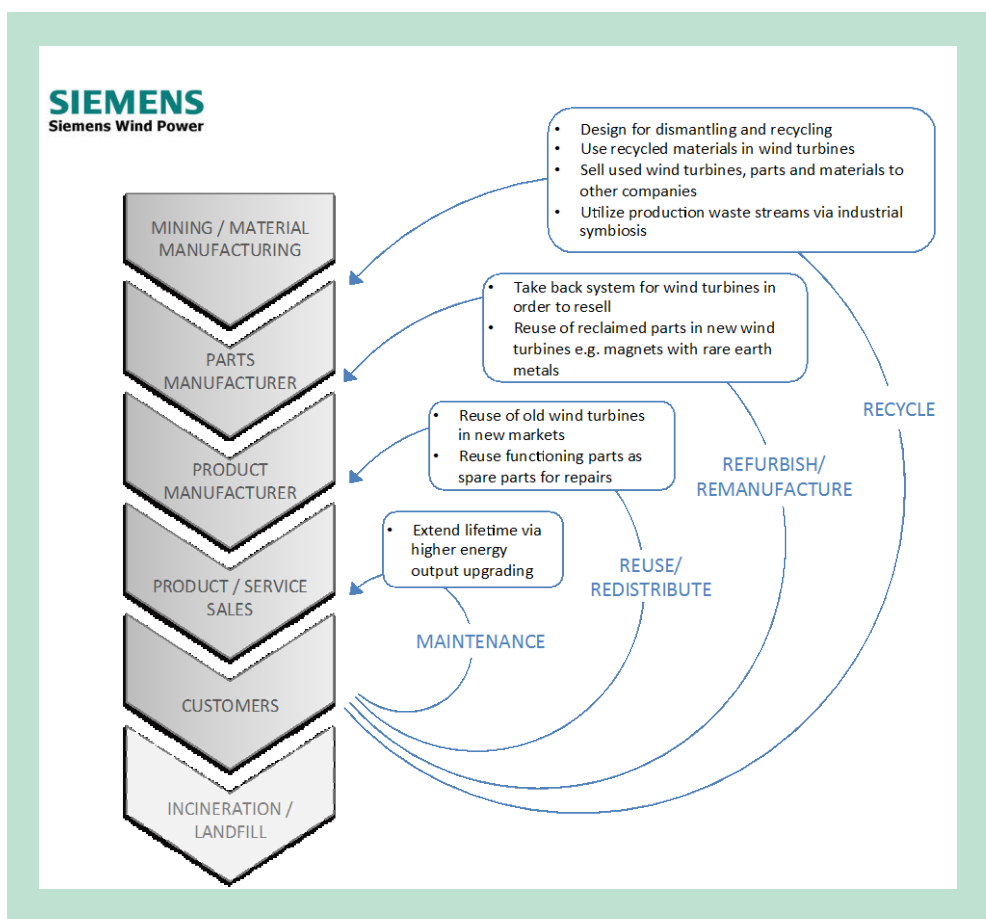 SIEMENS
Siemens Wind Power
• Design for dismantling and recycling
• Use recycled materials in wind turbines
• Sell used wind turbines, parts and materials to
other companies
• Utilize production waste streams via industrial
symbiosis
MINING / MATERIAL
MANUFACTURING
• Take back system for wind turbines in
order to resell
• Reuse of reclaimed parts in new wind
turbines e.g. magnets with rare earth
metals
PARTS
MANUFACTURER
RECYCLE
• Reuse of old wind turbines
in new markets
• Reuse functioning parts as
spare parts for repairs
PRODUCT
MANUFACTURER
REFURBISH/
REMANUFACTURE
• Extend lifetime via
higher energy
output upgrading
PRODUCT / SERVICE
SALES
REUSE/
REDISTRIBUTE
MAINTENANCE
CUSTOMERS
INCINERATION /
LANDFILL